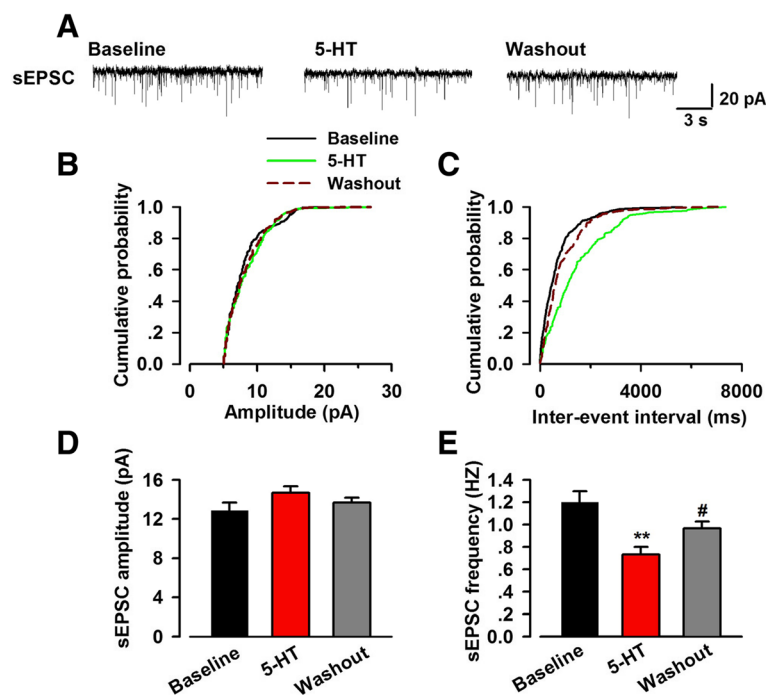 A
Baseline
5-HT
Washout
sEPSC
20 pA
3 s
Baseline
5-HT
Washout
B
C
Cumulative probability
1.0
.8
.6
.4
.2
0.0
0
10
20
30
Amplitude (pA)
Cumulative probability
1.0
.8
.6
.4
.2
0.0
0
4000
8000
Inter-event interval (ms)
D
E
sEPSC amplitude (pA)
16
12
8
4
0
Baseline
5-HT
Washout
sEPSC frequency (HZ)
1.4
1.2
1.0
.8
.6
.4
.2
0.0
**
#
Baseline
5-HT
Washout